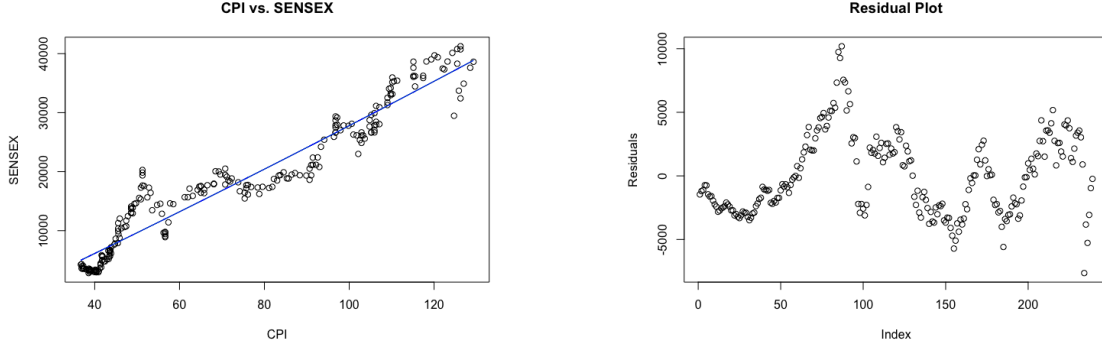 CPI vs. SENSEX
SENSEX
40000
30000
20000
10000
40 60 80 100 120
CPI
Residual Plot
Residuals
10000
5000
0
-5000
0 50 100 150 200
Index